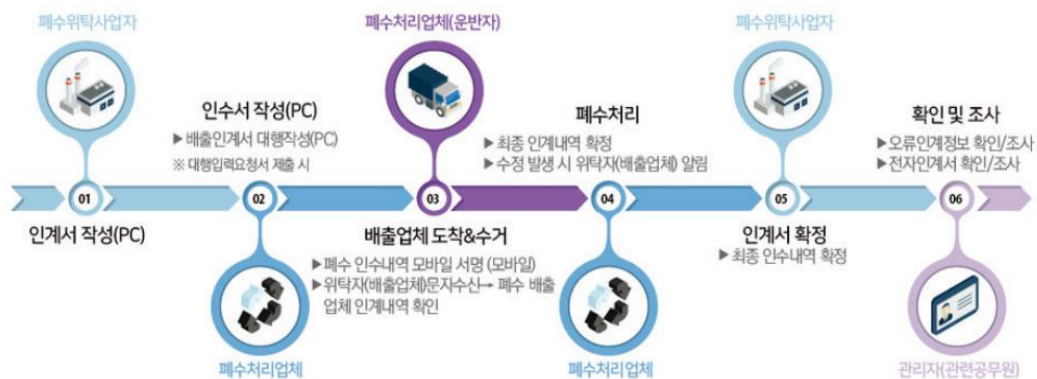 폐수위탁사업자
01
인계서 작성(PC)
인수서 작성(PC)
▶배출인계서 대행작성(PC)
※ 대행입력요청서 제출 시
02
폐수처리업체
폐수처리업체(운반자)
03
배출업체 도착&수거
▶폐수 인수내역 모바일 서명 (모바일)
▶위탁자(배출업체)문자수신→ 폐수 배출
업체 인계내역 확인
폐수처리
▶최종 인계내역 확정
▶수정 발생 시 위탁자(배출업체) 알림
04
폐수처리업체
폐수위탁사업자
05
인계서 확정
▶최종 인수내역 확정
확인 및 조사
▶오류인계정보 확인/조사
▶전자인계서 확인/조사
06
관리자(관련공무원)